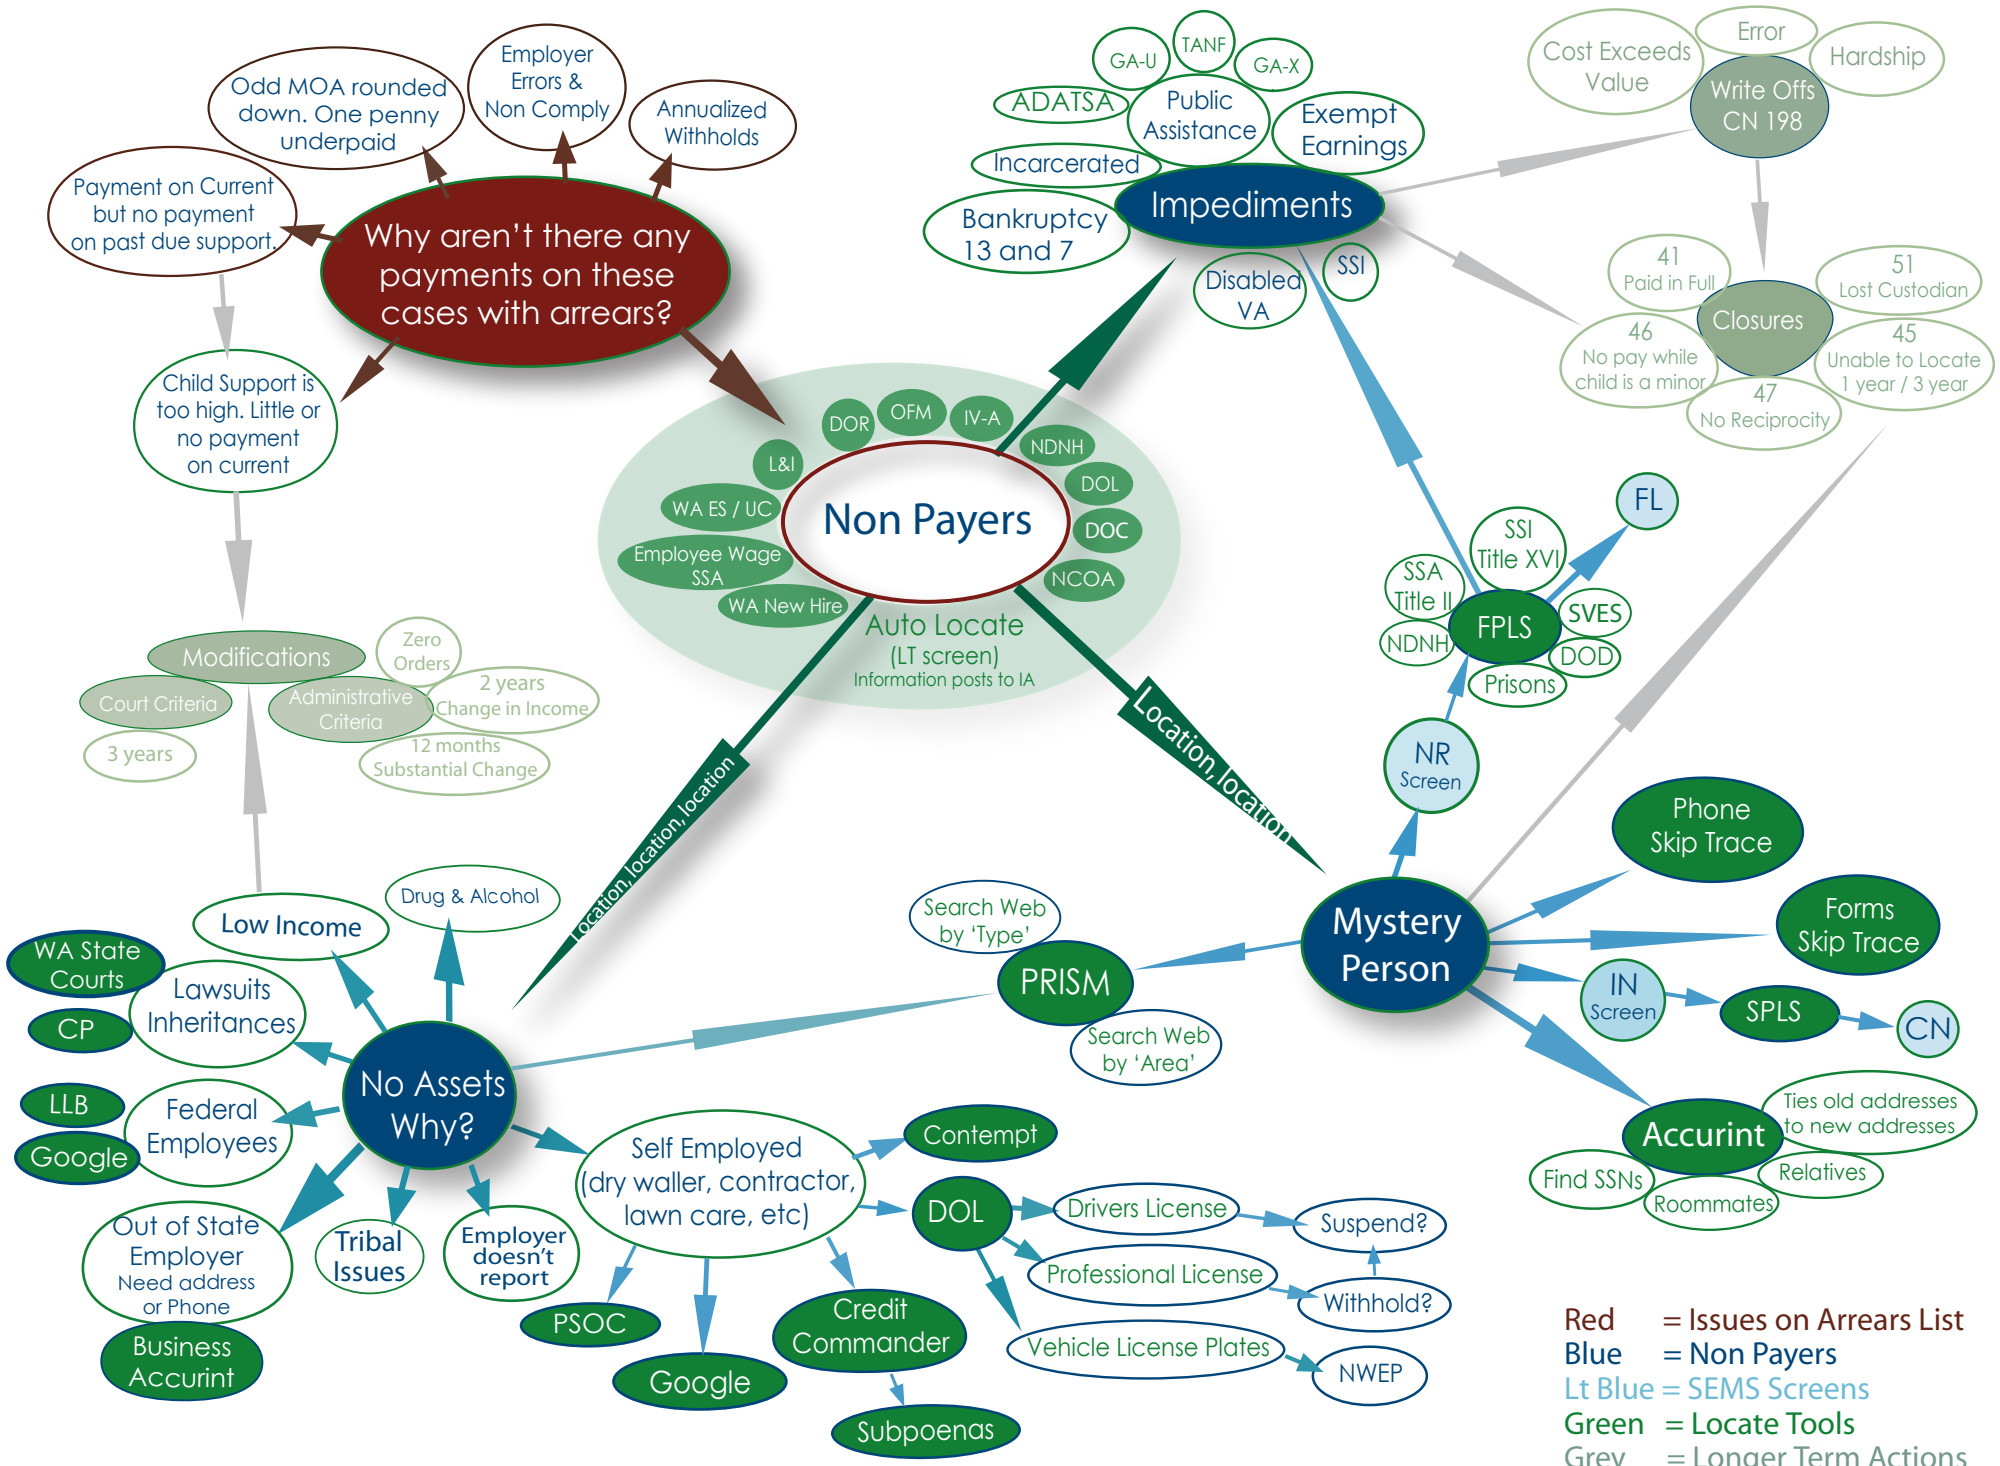 Employer
Errors &
Non Comply
Odd MOA rounded
down. One penny
underpaid
Annualized
Withholds
Payment on Current
but no payment
on past due support.
Why aren't there any
payments on these
cases with arrears?
Child Support is
too high. Little or
no payment
on current
Modifications
Court Criteria
Administrative
Criteria
3 years
Zero
Orders
2 years
Change in Income
12 months
Substantial Change
TANF
GA-U
GA-X
ADATSA
Public
Assistance
Exempt
Earnings
Incarcerated
Impediments
Bankruptcy
13 and 7
Disabled
VA
SSI
Error
Cost Exceeds
Value
Hardship
Write Offs
CN 198
41
Paid in Full
51
Lost Custodian
Closures
46
No pay while
child is a minor
45
Unable to Locate
1 year / 3 year
47
No Reciprocity
DOR
OFM
IV-A
NDNH
L&I
DOL
WA ES / UC
DOC
Employee Wage
SSA
NCOA
WA New Hire
Non Payers
Auto Locate
(LT screen)
Information posts to IA
Location, location, location
Location, location
FL
SSI
Title XVI
SSA
Title II
SVES
FPLS
NDNH
DOD
Prisons
NR
Screen
Phone
Skip Trace
Forms
Skip Trace
Mystery
Person
IN
Screen
SPLS
CN
Search Web
by ‘Type’
PRISM
Search Web
by ‘Area’
Accurint
Ties old addresses
to new addresses
Find SSNs
Relatives
Roommates
Drug & Alcohol
Low Income
WA State
Courts
Lawsuits
Inheritances
CP
No Assets
Why?
LLB
Federal
Employees
Google
Out of State
Employer
Need address
or Phone
Business
Accurint
Tribal
Issues
Employer
doesn't
report
Self Employed
(dry waller, contractor,
lawn care, etc)
Contempt
DOL
Drivers License
Suspend?
Professional License
Withhold?
Vehicle License Plates
NWEP
PSOC
Google
Credit
Commander
Subpoenas
Red = Issues on Arrears List
Blue = Non Payers
Lt Blue = SEMS Screens
Green = Locate Tools
Grey = Longer Term Actions